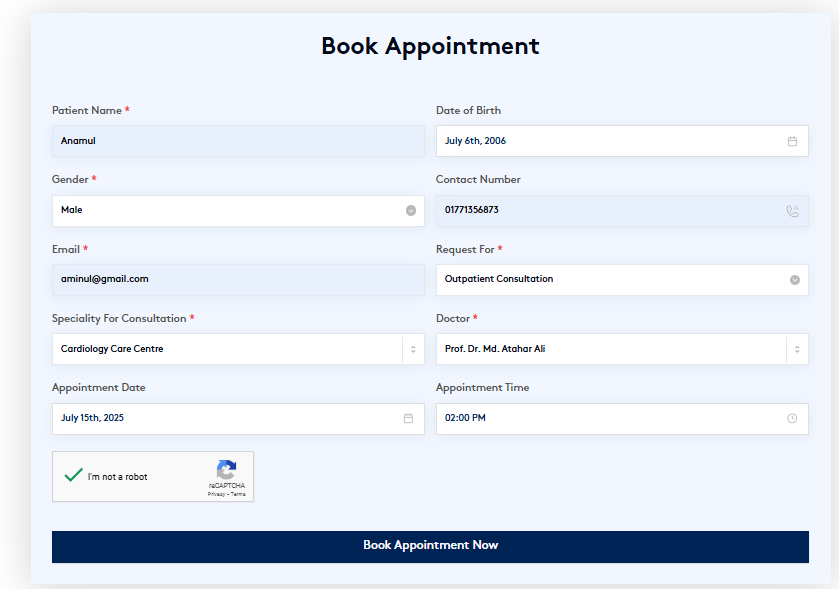 Book Appointment
Patient Name *
Date of Birth
Anamul
July 6th, 2006
Gender *
Contact Number
Male
01771356873
Email *
Request For *
aminul@gmail.com
Outpatient Consultation
Speciality For Consultation *
Doctor *
Cardiology Care Centre
Prof. Dr. Md. Atahar Ali
Appointment Date
Appointment Time
July 15th, 2025
02:00 PM
I'm not a robot
reCAPTCHA
Privacy - Terms
Book Appointment Now